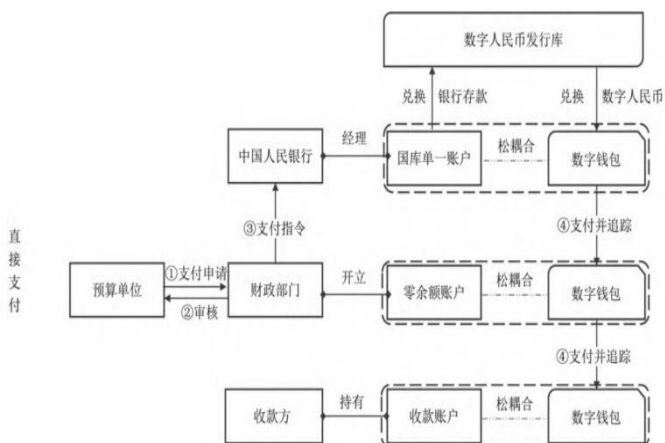 数字人民币发行库
兑换 银行存款 兑换 数字人民币
中国人民银行 经理 国库单一账户 松耦合 数字钱包
③支付指令 ④支付并追踪
直接支付
预算单位 ①支付申请 财政部门 开立 零余额账户 松耦合 数字钱包
②审核
④支付并追踪
收款方 持有 收款账户 松耦合 数字钱包